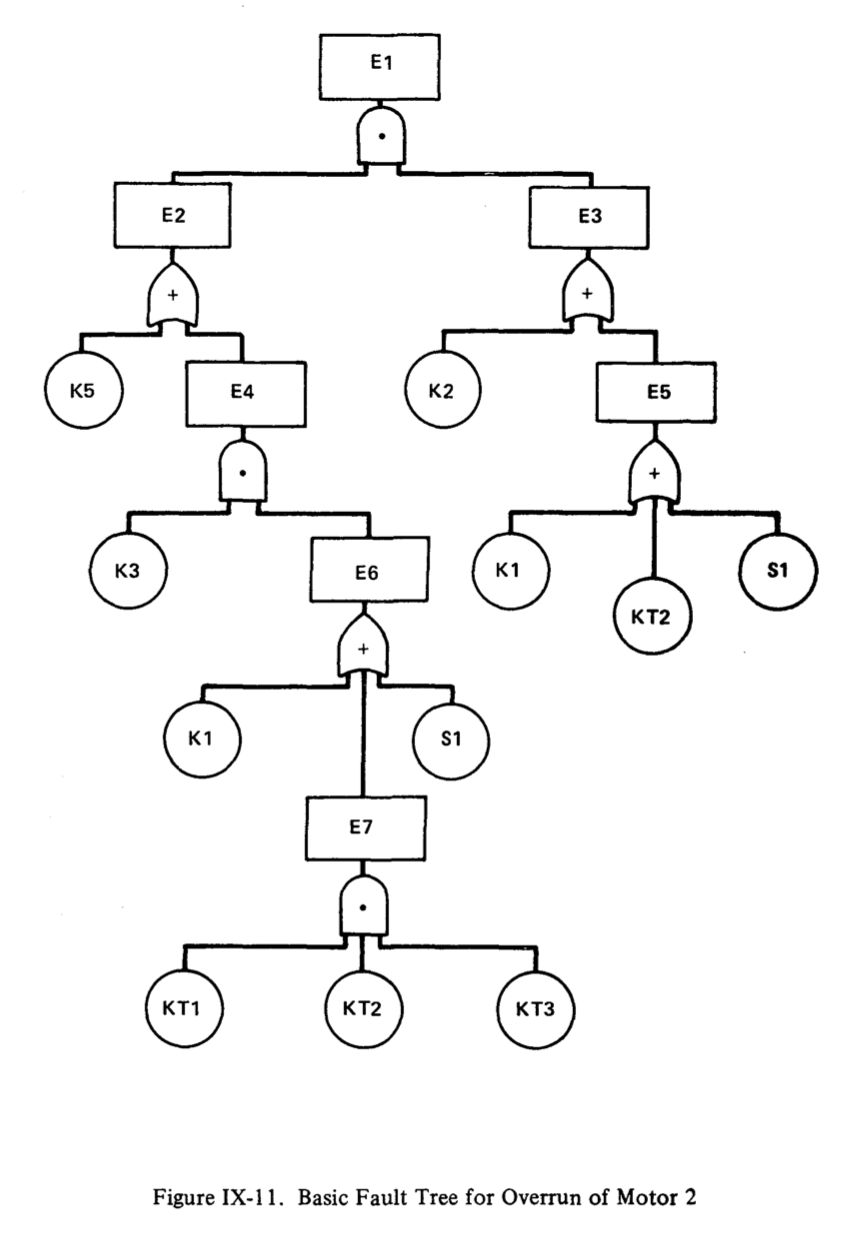 E1
•
E2
E3
+
+
K5
E4
K2
E5
•
+
K3
E6
K1
KT2
S1
+
K1
S1
E7
•
KT1
KT2
KT3
Figure IX-11. Basic Fault Tree for Overrun of Motor 2